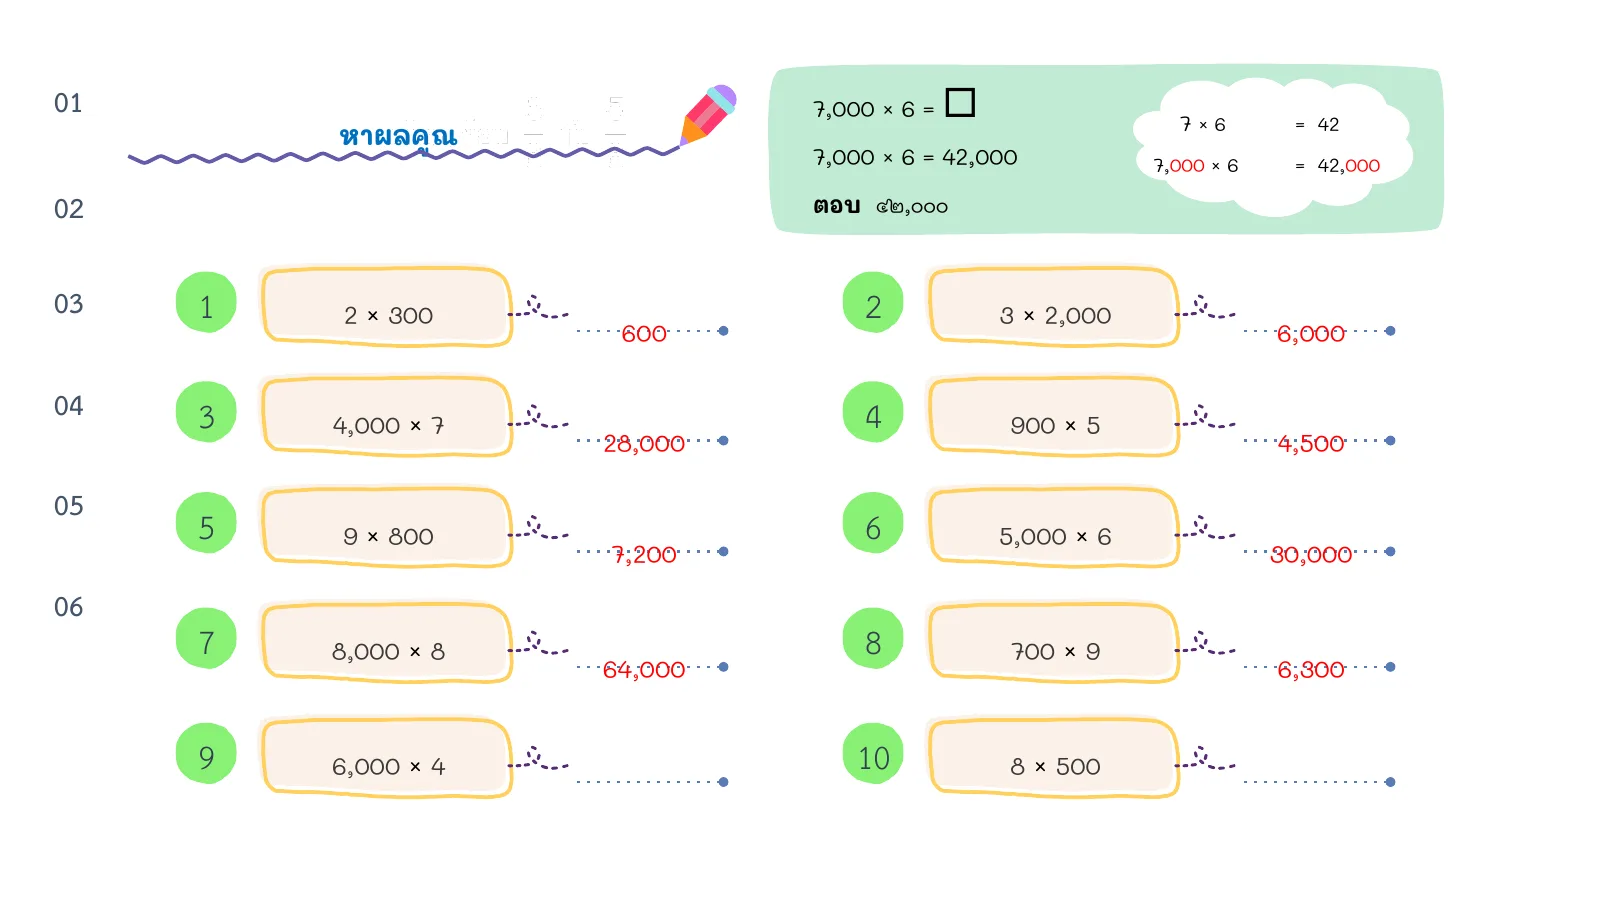 01
หาผลคูณ
02
03
04
05
06
7,000 × 6 = □
7,000 × 6 = 42,000
ตอบ ๔๒,๐๐๐
7 × 6 = 42
7,000 × 6 = 42,000
1 2 × 300 600
2 3 × 2,000 6,000
3 4,000 × 7 28,000
4 900 × 5 4,500
5 9 × 800 7,200
6 5,000 × 6 30,000
7 8,000 × 8 64,000
8 700 × 9 6,300
9 6,000 × 4
10 8 × 500